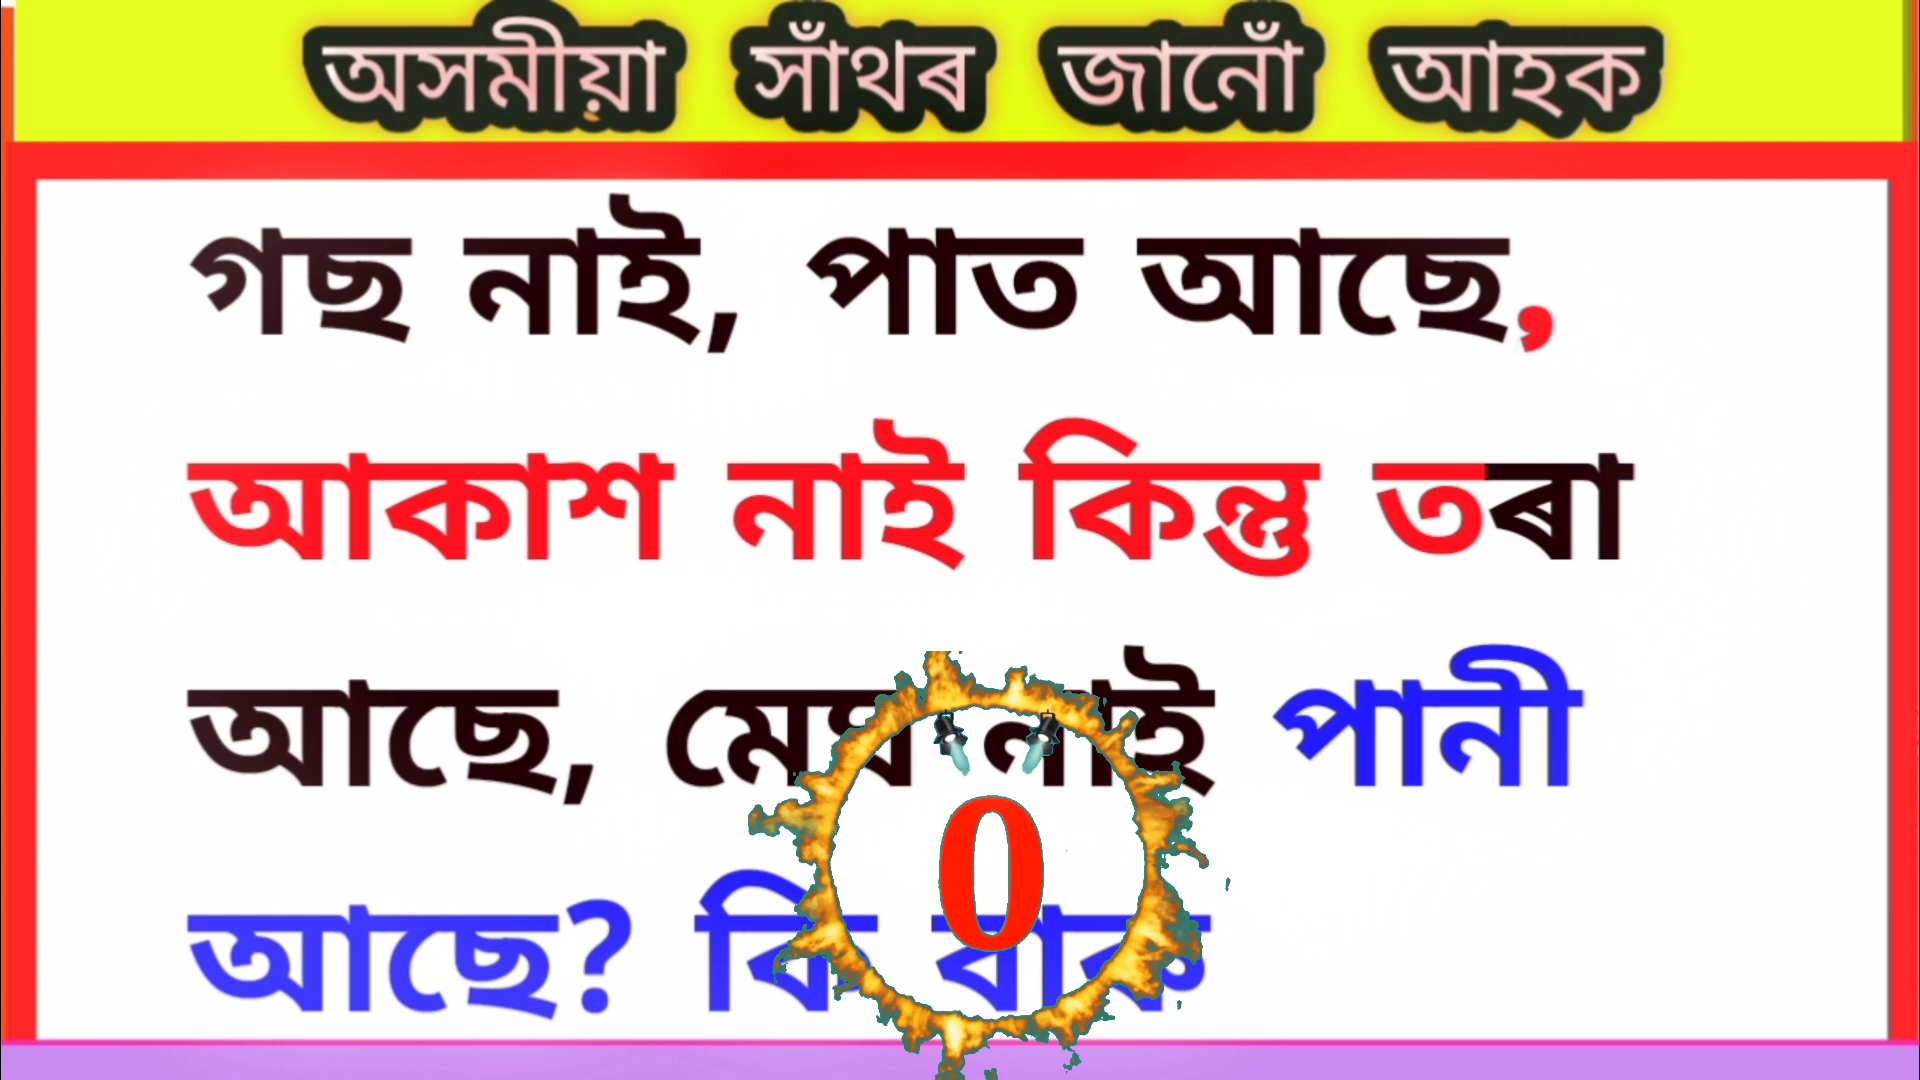 অসমীয়া সাঁথৰ জানোঁ আহক
গছ নাই, পাত আছে,
আকাশ নাই কিন্তু তৰা
আছে, মেঘ নাই পানী
আছে? কি বাৰু
0